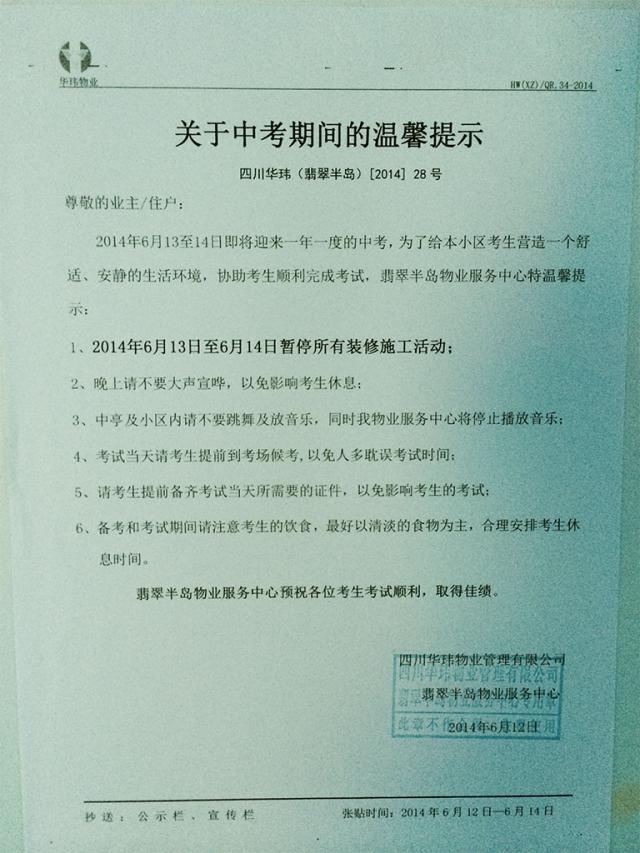 华玮物业
HW(XZ)/QR.34-2014
关于中考期间的温馨提示
四川华玮（翡翠半岛）[2014] 28 号
尊敬的业主/住户：
2014年6月13至14日即将迎来一年一度的中考，为了给本小区考生营造一个舒
适、安静的生活环境，协助考生顺利完成考试，翡翠半岛物业服务中心特温馨提
示：
1、2014年6月13日至6月14日暂停所有装修施工活动；
2、晚上请不要大声宣哗，以免影响考生休息；
3、中亭及小区内请不要跳舞及放音乐，同时我物业服务中心将停止播放音乐；
4、考试当天请考生提前到考场候考,以免人多耽误考试时间；
5、请考生提前备齐考试当天所需要的证件，以免影响考生的考试；
6、备考和考试期间请注意考生的饮食，最好以清淡的食物为主，合理安排考生休
息时间。
翡翠半岛物业服务中心预祝各位考生考试顺利，取得佳绩。
四川华玮物业管理有限公司
四川华玮物业管理有限公司
翡翠半岛物业服务中心
翡翠半岛物业服务中心专用章
2014年6月12日
此章不作
用
抄送：公示栏、宣传栏
张贴时间：2014年6月12日—6月14日